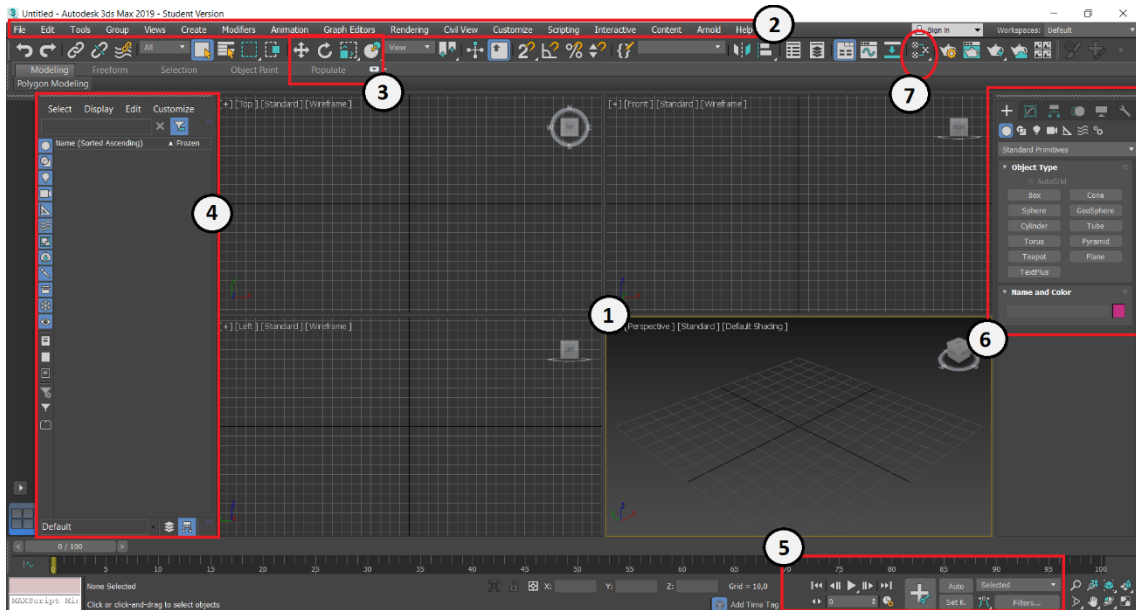 3 Untitled - Autodesk 3ds Max 2019 - Student Version
File Edit Tools Group Views Create Modifiers Animation Graph Editors Rendering Civil View Customize Scripting Interactive Content Arnold Help
2
Sign In Workspaces: Default
All View
Modeling Freeform Selection Object Paint Populate
3
7
Polygon Modeling
Select Display Edit Customize
Name (Sorted Ascending) ▲ Frozen
4
Default
[+] [Top] [Standard] [Wireframe]
[+] [Front] [Standard] [Wireframe]
[+] [Left] [Standard] [Wireframe]
1
[Perspective] [Standard] [Default Shading]
Standard Primitives
Object Type
AutoGrid
Box Cone
Sphere GeoSphere
Cylinder Tube
Torus Pyramid
Teapot Plane
TextPlus
Name and Color
6
0 / 100
5
0 5 10 15 20 25 30 35 40 45 50 55 60 65 70 75 80 85 90 95 100
None Selected X: Y: Z: Grid = 10,0 Auto Selected
MAXScript Mi Click or click-and-drag to select objects Add Time Tag 0 Set K. Filters...